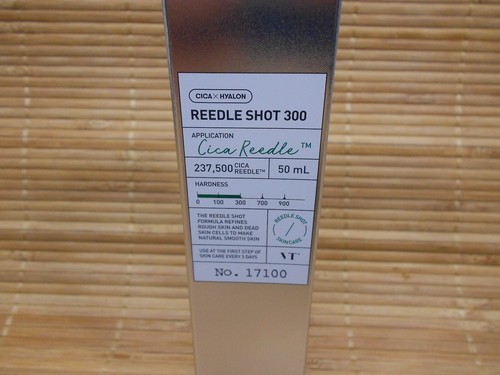 CICA × HYALON
REEDLE SHOT 300
APPLICATION
Cica Reedle™
237,500 CICA REEDLE™ 50 mL
HARDNESS
0 100 300 700 900
THE REEDLE SHOT
FORMULA REFINES
ROUGH SKIN AND DEAD
SKIN CELLS TO MAKE
NATURAL SMOOTH SKIN
REEDLE SHOT
SKIN CARE
USE AT THE FIRST STEP OF
SKIN CARE EVERY 3 DAYS
VT
No. 17100